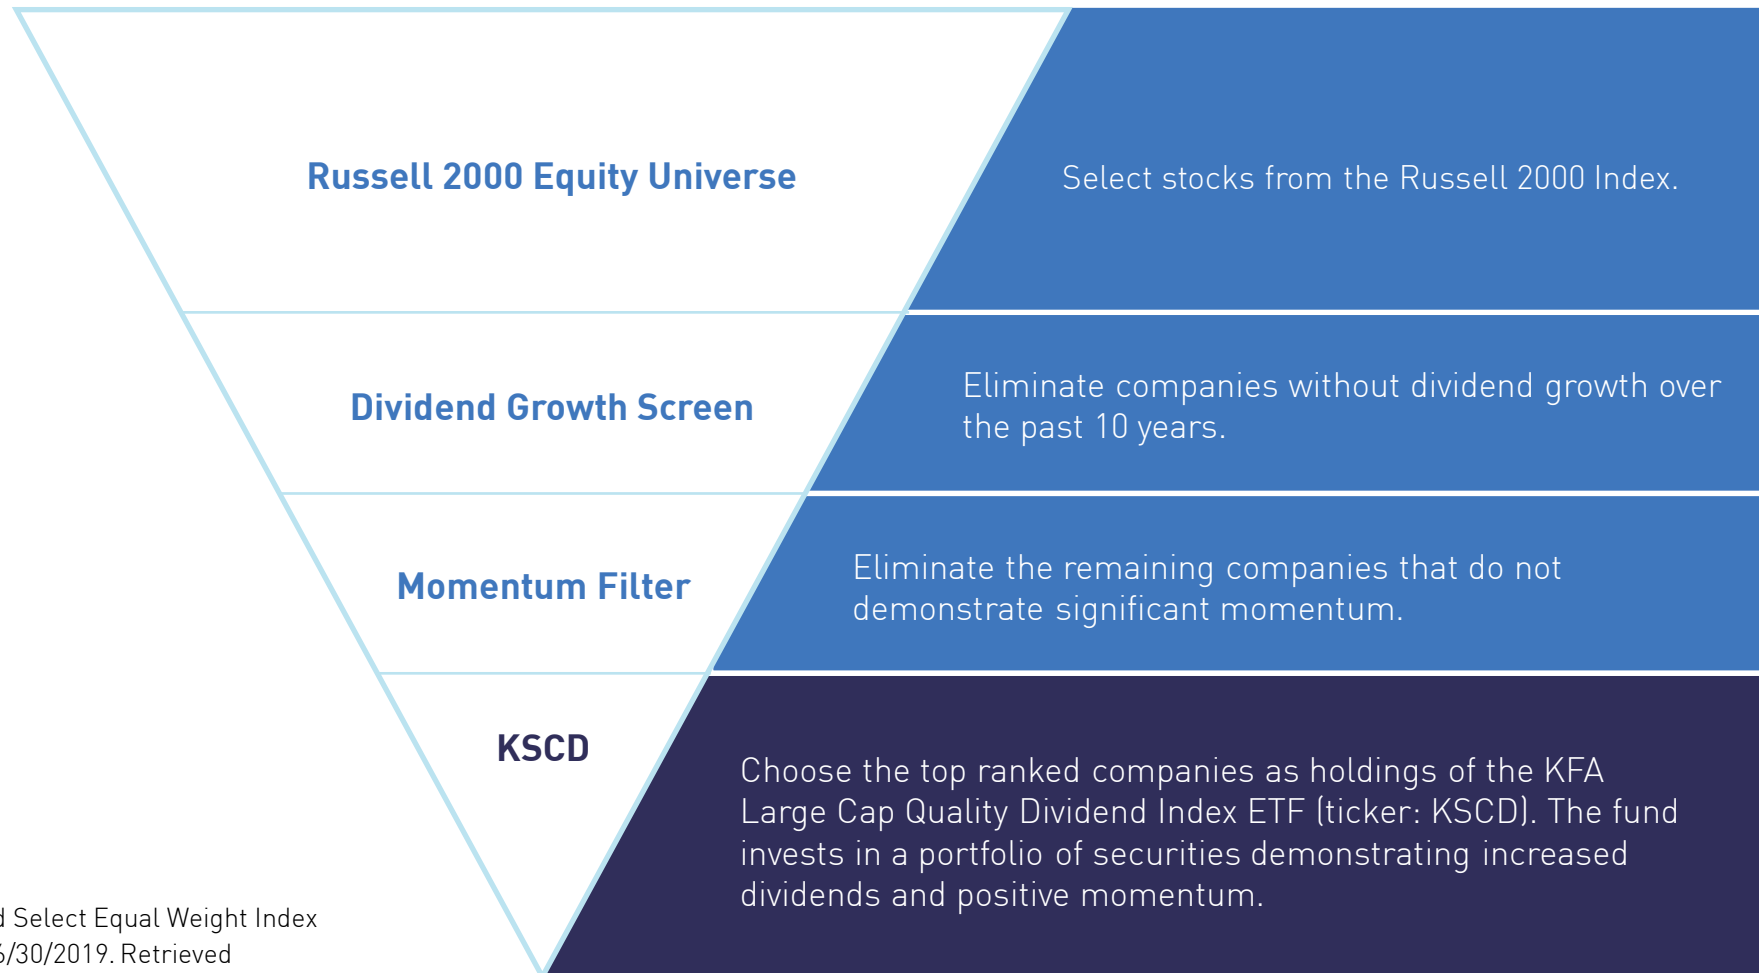 Russell 2000 Equity Universe
Select stocks from the Russell 2000 Index.
Dividend Growth Screen
Eliminate companies without dividend growth over
the past 10 years.
Momentum Filter
Eliminate the remaining companies that do not
demonstrate significant momentum.
KSCD
Choose the top ranked companies as holdings of the KFA
Large Cap Quality Dividend Index ETF (ticker: KSCD). The fund
invests in a portfolio of securities demonstrating increased
dividends and positive momentum.
Select Equal Weight Index
6/30/2019. Retrieved